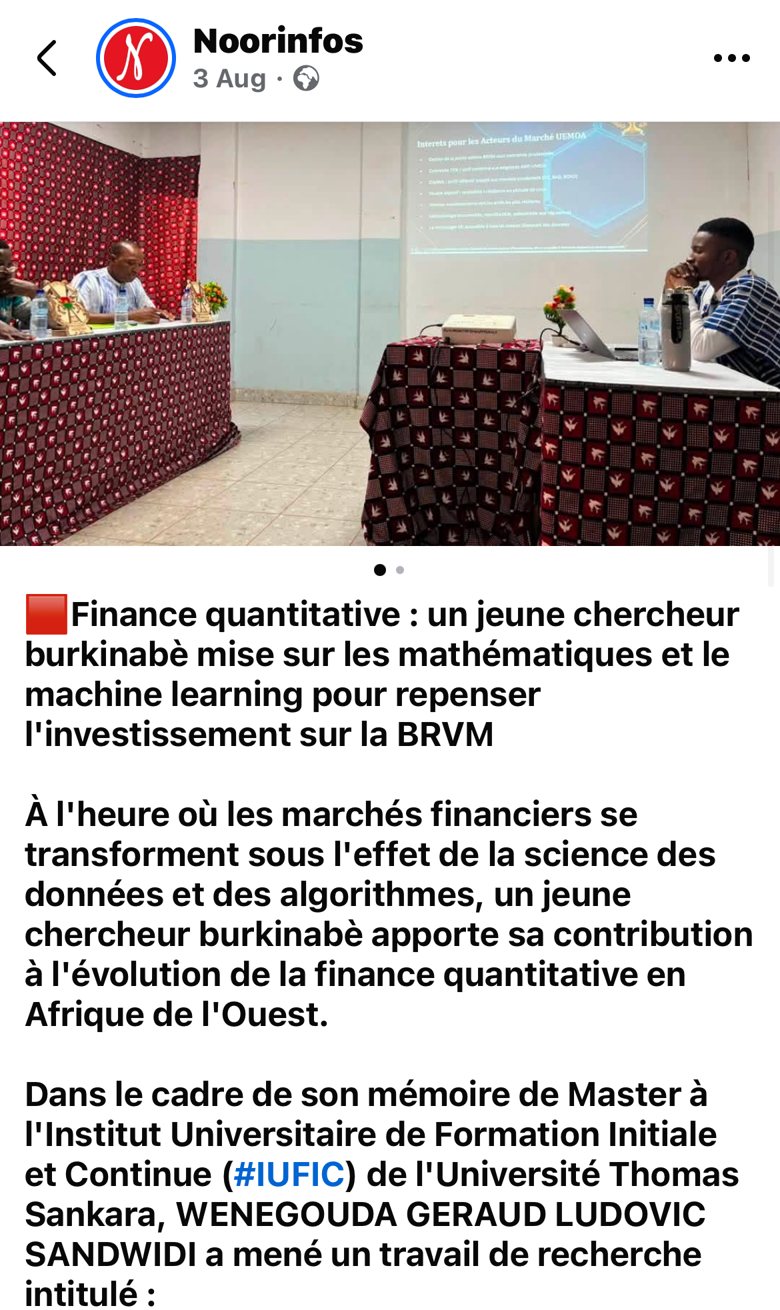 Noorinfos
3 Aug ·
Interets pour les Acteurs du Marché UEMOA
🟥Finance quantitative : un jeune chercheur
burkinabè mise sur les mathématiques et le
machine learning pour repenser
l'investissement sur la BRVM
À l'heure où les marchés financiers se
transforment sous l'effet de la science des
données et des algorithmes, un jeune
chercheur burkinabè apporte sa contribution
à l'évolution de la finance quantitative en
Afrique de l'Ouest.
Dans le cadre de son mémoire de Master à
l'Institut Universitaire de Formation Initiale
et Continue (#IUFIC) de l'Université Thomas
Sankara, WENEGOUDA GERAUD LUDOVIC
SANDWIDI a mené un travail de recherche
intitulé :